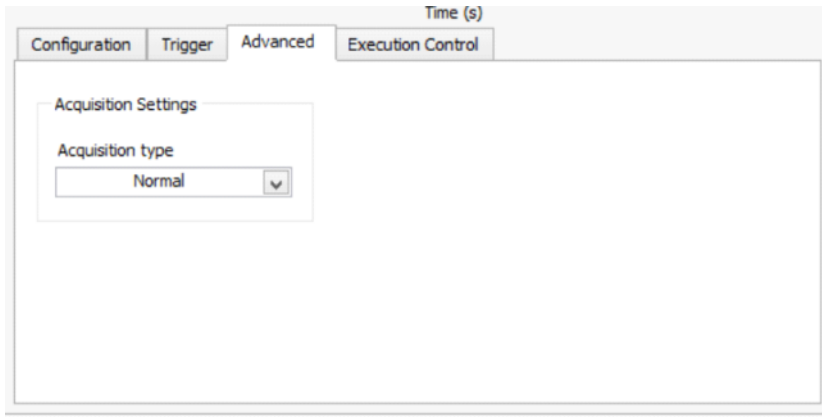 Time (s)
Configuration Trigger Advanced Execution Control
Acquisition Settings
Acquisition type
Normal